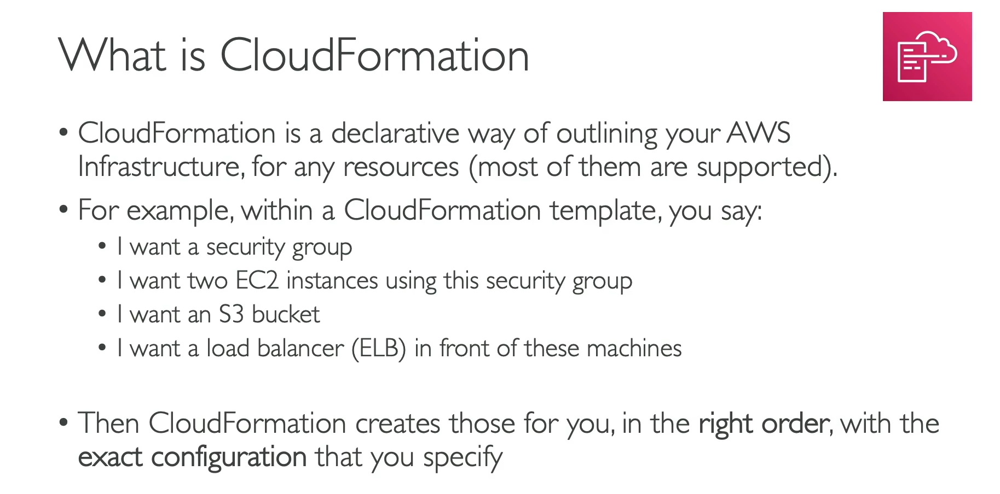 What is CloudFormation
• CloudFormation is a declarative way of outlining your AWS
Infrastructure, for any resources (most of them are supported).
• For example, within a CloudFormation template, you say:
• I want a security group
• I want two EC2 instances using this security group
• I want an S3 bucket
• I want a load balancer (ELB) in front of these machines
• Then CloudFormation creates those for you, in the right order, with the
exact configuration that you specify